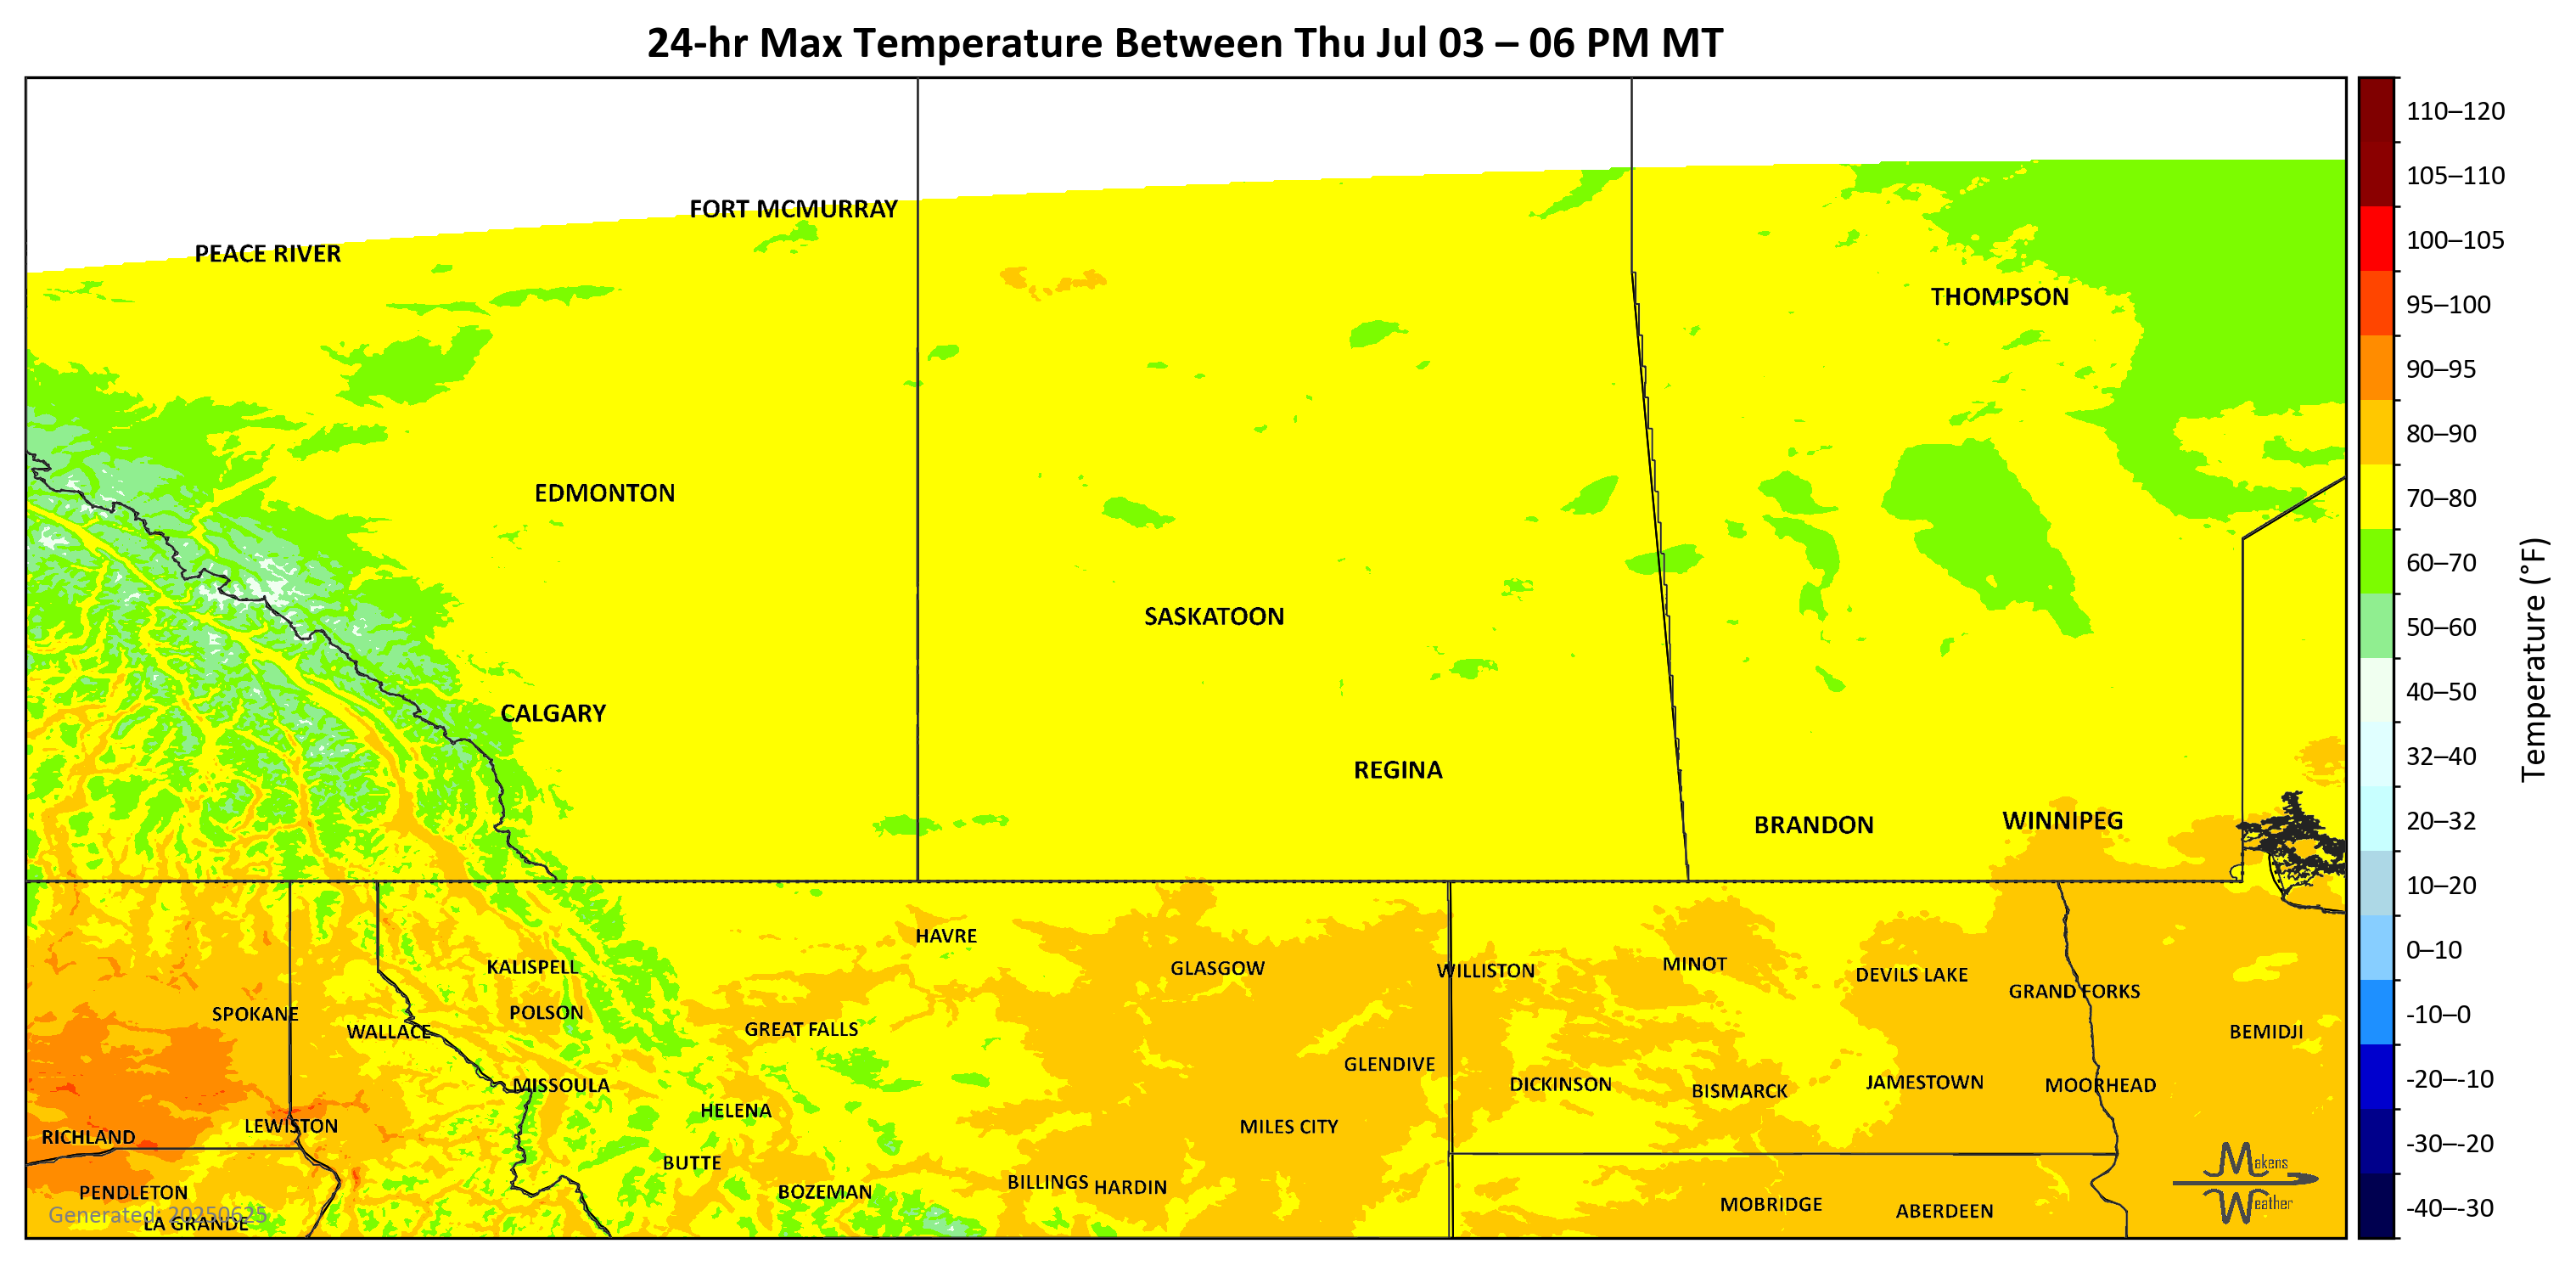 24-hr Max Temperature Between Thu Jul 03 – 06 PM MT
110–120
105–110
100–105
95–100
90–95
80–90
70–80
60–70
50–60
40–50
32–40
20–32
10–20
0–10
-10–0
-20–-10
-30–-20
-40–-30
Temperature (°F)
FORT MCMURRAY
PEACE RIVER
THOMPSON
EDMONTON
SASKATOON
CALGARY
REGINA
BRANDON
WINNIPEG
HAVRE
KALISPELL
GLASGOW
WILLISTON
MINOT
DEVILS LAKE
GRAND FORKS
SPOKANE
POLSON
WALLACE
GREAT FALLS
BEMIDJI
GLENDIVE
MISSOULA
DICKINSON
BISMARCK
JAMESTOWN
MOORHEAD
HELENA
LEWISTON
MILES CITY
RICHLAND
BUTTE
BILLINGS
HARDIN
PENDLETON
BOZEMAN
MOBRIDGE
ABERDEEN
Generated: 20250625
LA GRANDE
Makens
Weather